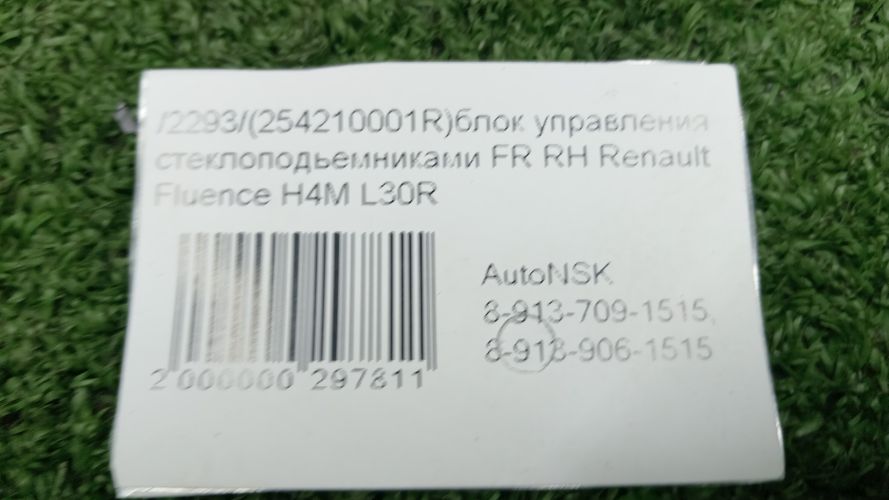 /2293/(254210001R)блок управления
стеклоподьемниками FR RH Renault
Fluence H4M L30R
AutoNSK
8-913-709-1515,
8-913-906-1515
2 000000 297811